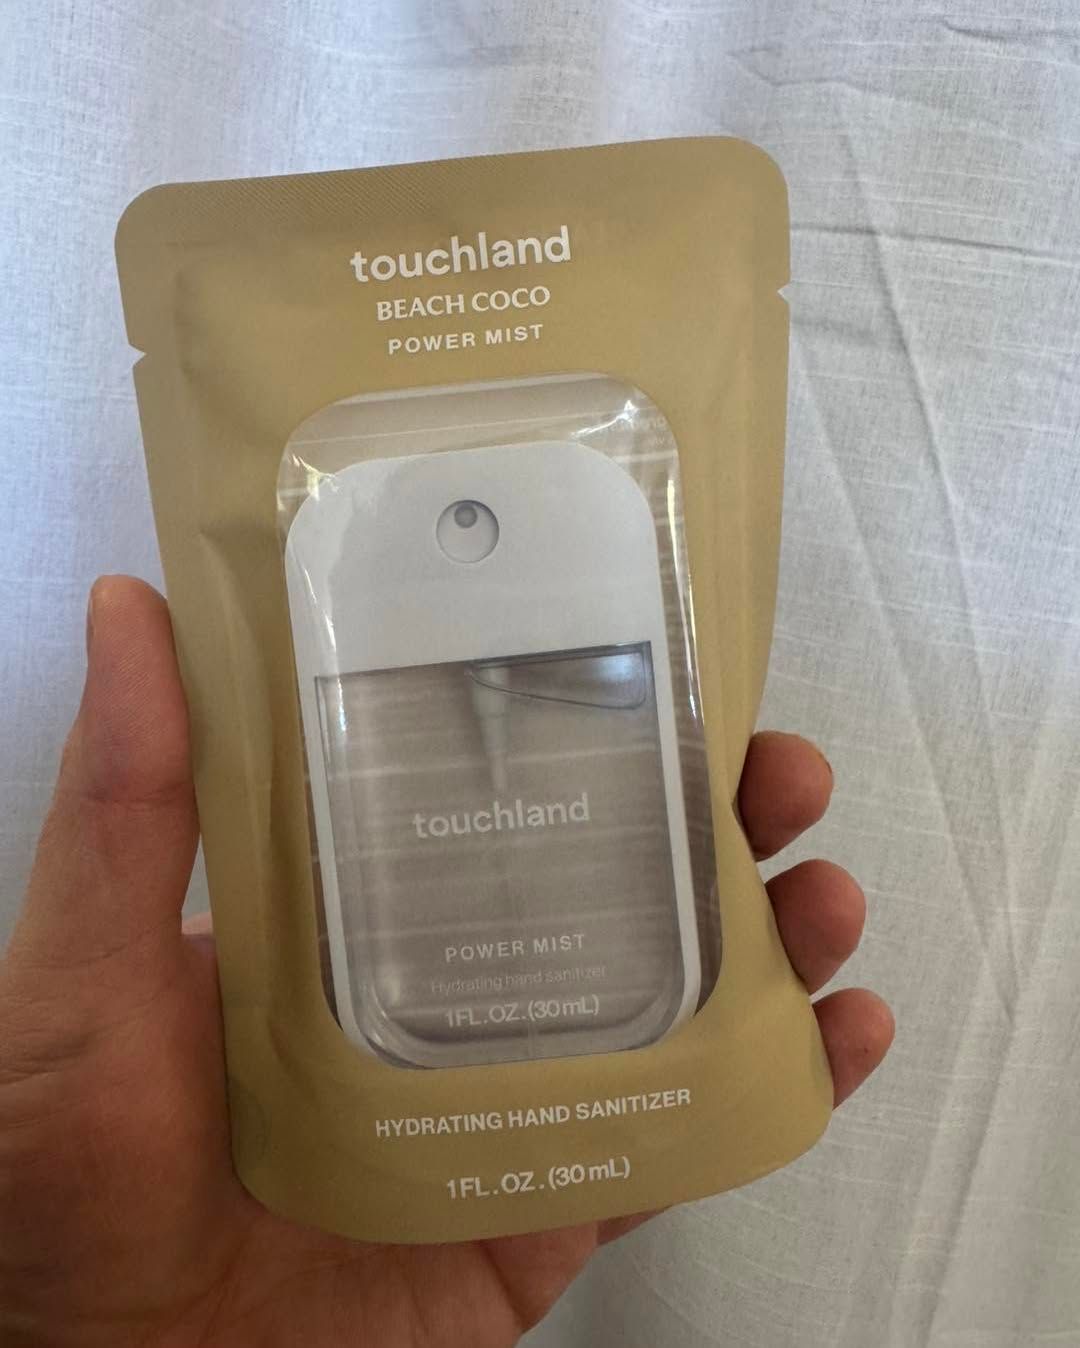 touchland
BEACH COCO
POWER MIST
touchland
POWER MIST
Hydrating hand sanitizer
1FL.OZ.(30mL)
HYDRATING HAND SANITIZER
1FL.OZ.(30mL)